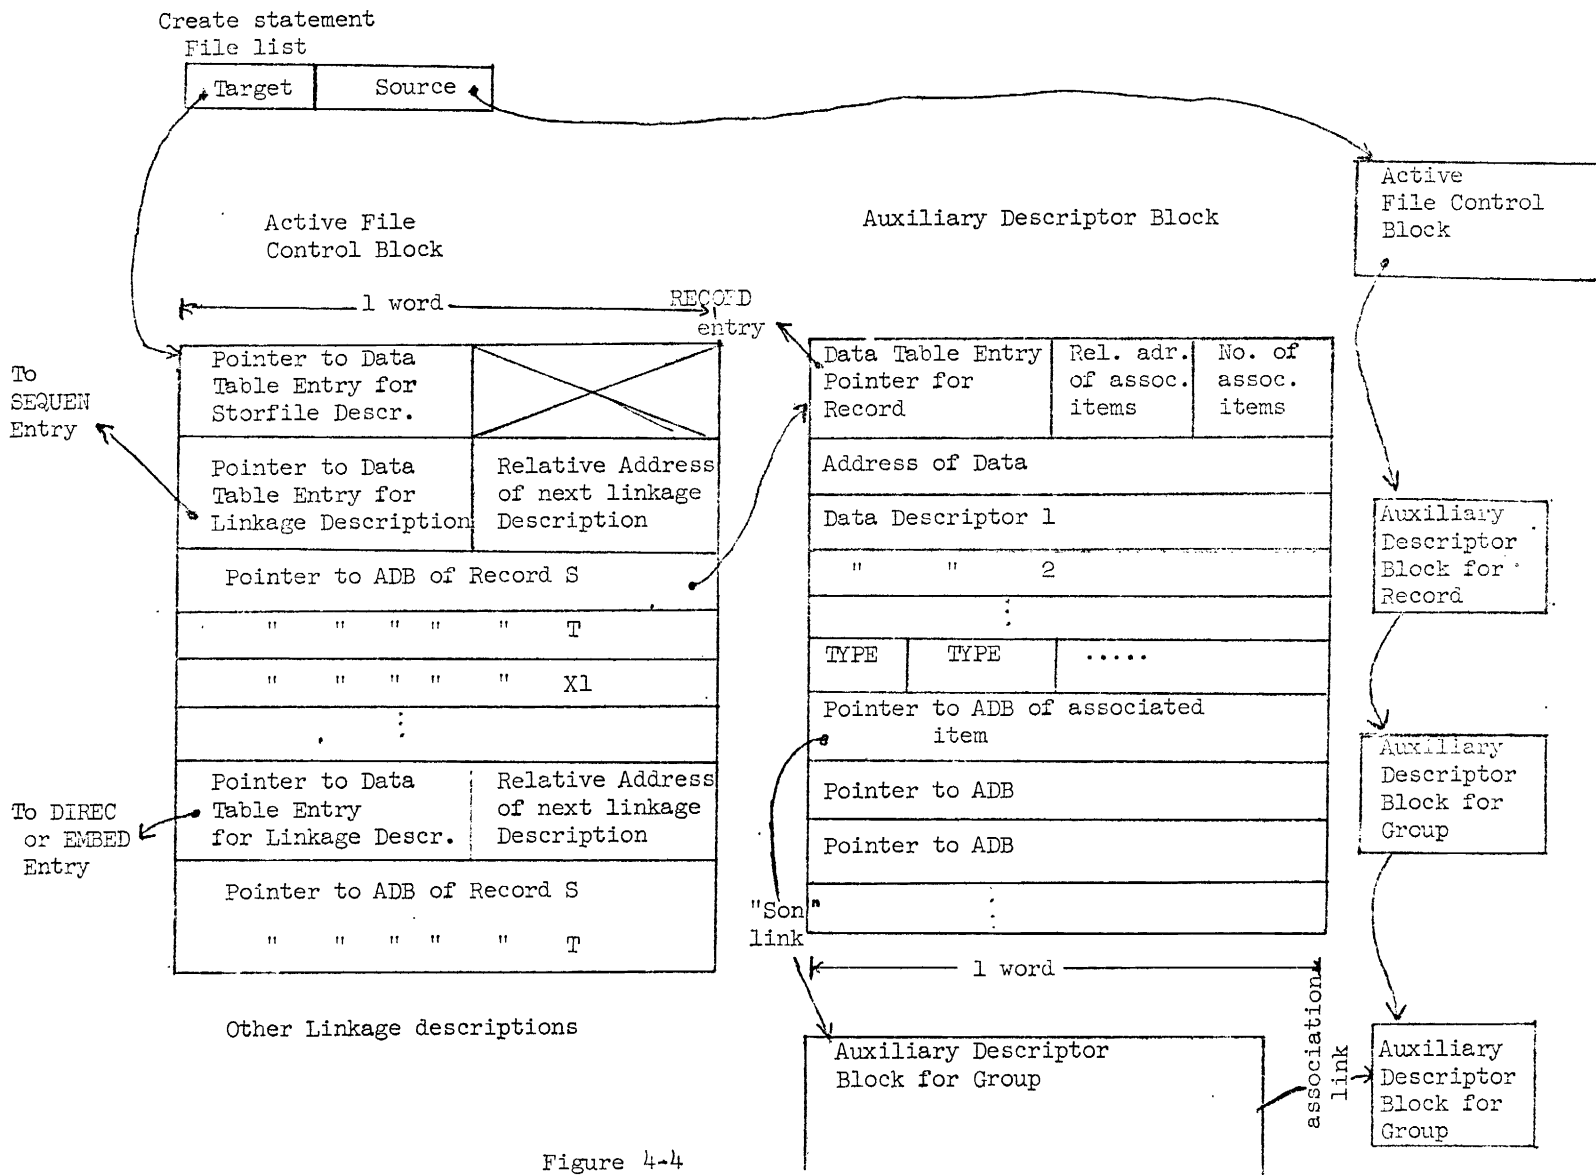 Create statement
File list
Target
Source
Active File
Control Block
Auxiliary Descriptor Block
Active
File Control
Block
1 word
RECORD
entry
To
SEQUEN
Entry
Pointer to Data
Table Entry for
Storfile Descr.
Pointer to Data
Table Entry for
Linkage Description
Relative Address
of next linkage
Description
Pointer to ADB of Record S
" " " " " T
" " " " " X1
⋮
To DIREC
or EMBED
Entry
Pointer to Data
Table Entry
for Linkage Descr.
Relative Address
of next linkage
Description
Pointer to ADB of Record S
" " " " " T
Other Linkage descriptions
Data Table Entry
Pointer for
Record
Rel. adr.
of assoc.
items
No. of
assoc.
items
Address of Data
Data Descriptor 1
" " 2
⋮
TYPE
TYPE
.....
Pointer to ADB of associated
item
Pointer to ADB
Pointer to ADB
⋮
"Son"
link
1 word
Auxiliary Descriptor
Block for Group
association
link
Auxiliary
Descriptor
Block for
Record
Auxiliary
Descriptor
Block for
Group
Auxiliary
Descriptor
Block for
Group
Figure 4-4